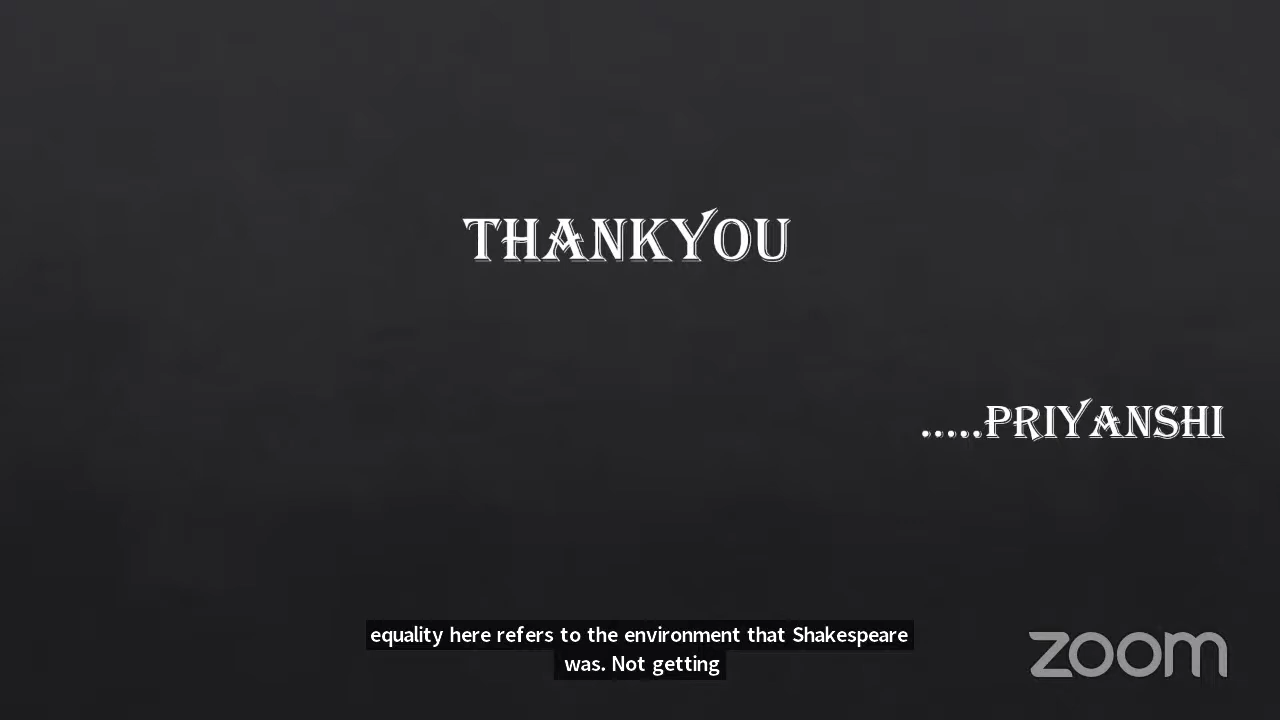 THANKYOU
.....PRIYANSHI
equality here refers to the environment that Shakespeare
was. Not getting
zoom